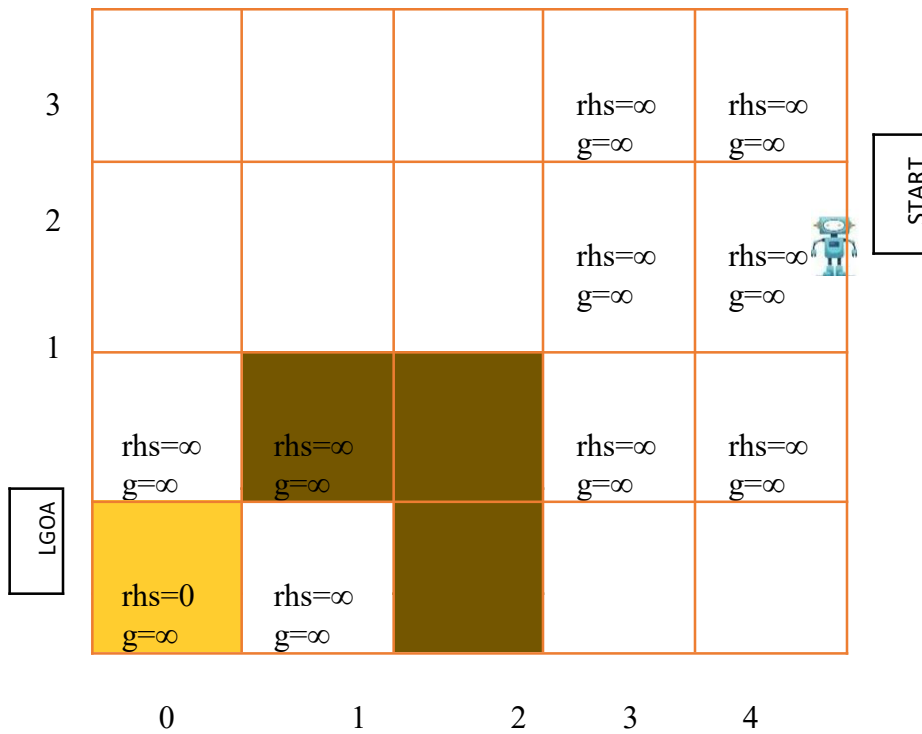 3
rhs=∞ rhs=∞
g=∞ g=∞
START
2
rhs=∞ rhs=∞
g=∞ g=∞
1
rhs=∞ rhs=∞ rhs=∞ rhs=∞
g=∞ g=∞ g=∞ g=∞
LGOA
rhs=0 rhs=∞
g=∞ g=∞
0 1 2 3 4